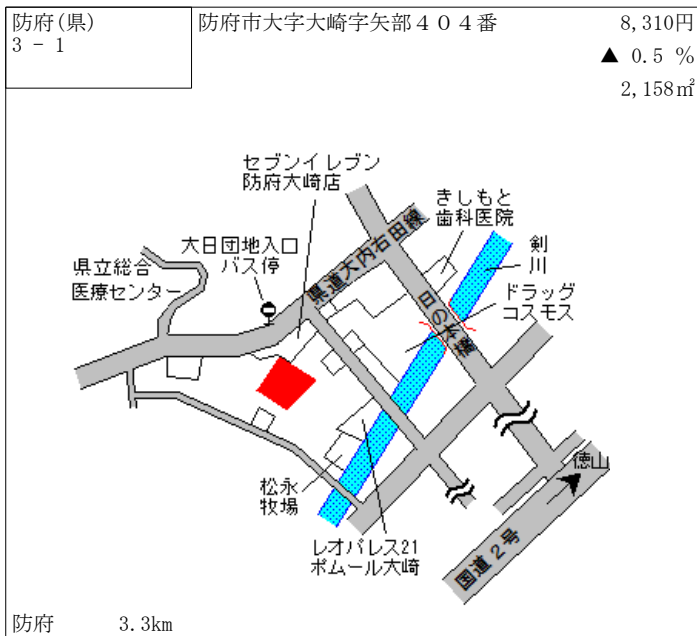 防府(県)
3 - 1
防府市大字大崎字矢部４０４番
8,310円
▲ 0.5 %
2,158㎡
セブンイレブン
防府大崎店
きしもと
歯科医院
大日団地入口
バス停
県道大内右田線
剣
川
県立総合
医療センター
ドラッグ
コスモス
日の本橋
徳山
松永
牧場
レオパレス21
ポムール大崎
国道２号
防府 3.3km